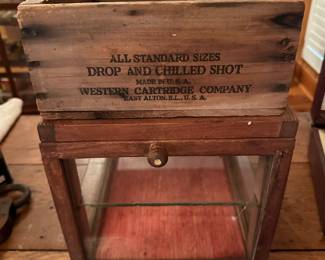 ALL STANDARD SIZES
DROP AND CHILLED SHOT
MADE IN U.S.A.
WESTERN CARTRIDGE COMPANY
EAST ALTON, ILL., U.S.A.